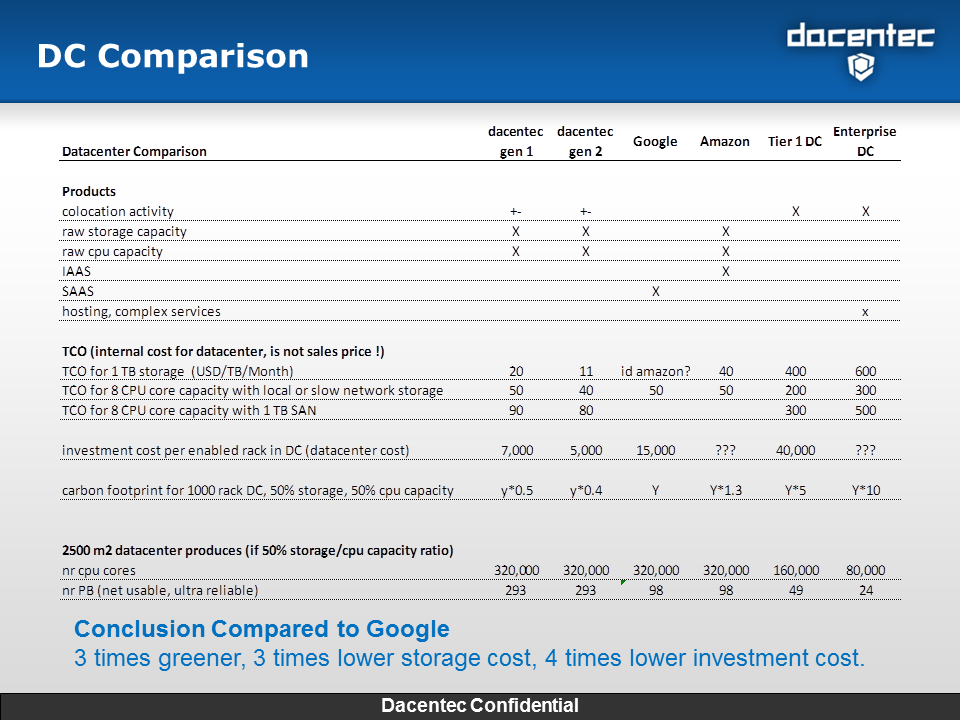 DC Comparison
dacentec
Datacenter Comparison dacentec gen 1 dacentec gen 2 Google Amazon Tier 1 DC Enterprise DC
Products
colocation activity +- +- X X
raw storage capacity X X X
raw cpu capacity X X X
IAAS X
SAAS X
hosting, complex services x
TCO (internal cost for datacenter, is not sales price !)
TCO for 1 TB storage (USD/TB/Month) 20 11 id amazon? 40 400 600
TCO for 8 CPU core capacity with local or slow network storage 50 40 50 50 200 300
TCO for 8 CPU core capacity with 1 TB SAN 90 80 300 500
investment cost per enabled rack in DC (datacenter cost) 7,000 5,000 15,000 ??? 40,000 ???
carbon footprint for 1000 rack DC, 50% storage, 50% cpu capacity y*0.5 y*0.4 Y Y*1.3 Y*5 Y*10
2500 m2 datacenter produces (if 50% storage/cpu capacity ratio)
nr cpu cores 320,000 320,000 320,000 320,000 160,000 80,000
nr PB (net usable, ultra reliable) 293 293 98 98 49 24
Conclusion Compared to Google
3 times greener, 3 times lower storage cost, 4 times lower investment cost.
Dacentec Confidential